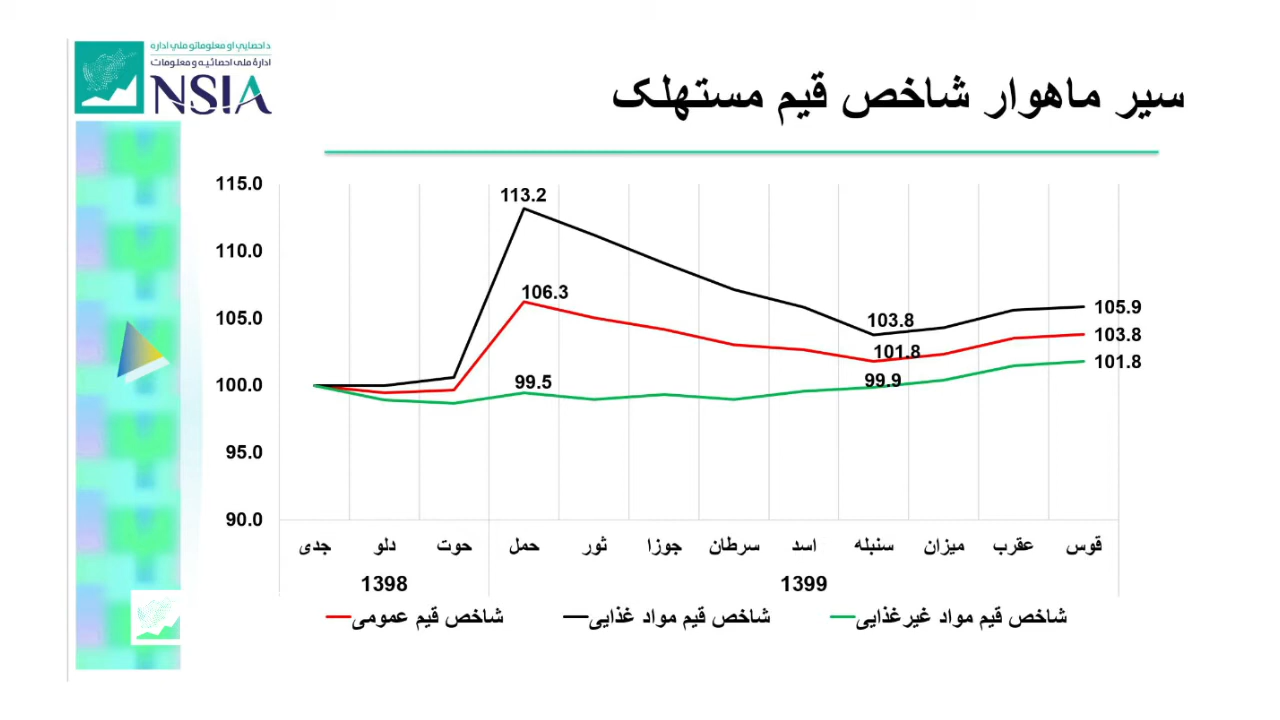 د احصایې او معلوماتو ملي اداره
ادارهٔ ملی احصائیه و معلومات
NSIA
سیر ماهوار شاخص قیم مستهلک
115.0
110.0
105.0
100.0
95.0
90.0
113.2
106.3
99.5
103.8
101.8
99.9
105.9
103.8
101.8
جدی دلو حوت حمل ثور جوزا سرطان اسد سنبله میزان عقرب قوس
1398 1399
شاخص قیم عمومی شاخص قیم مواد غذایی شاخص قیم مواد غیرغذایی